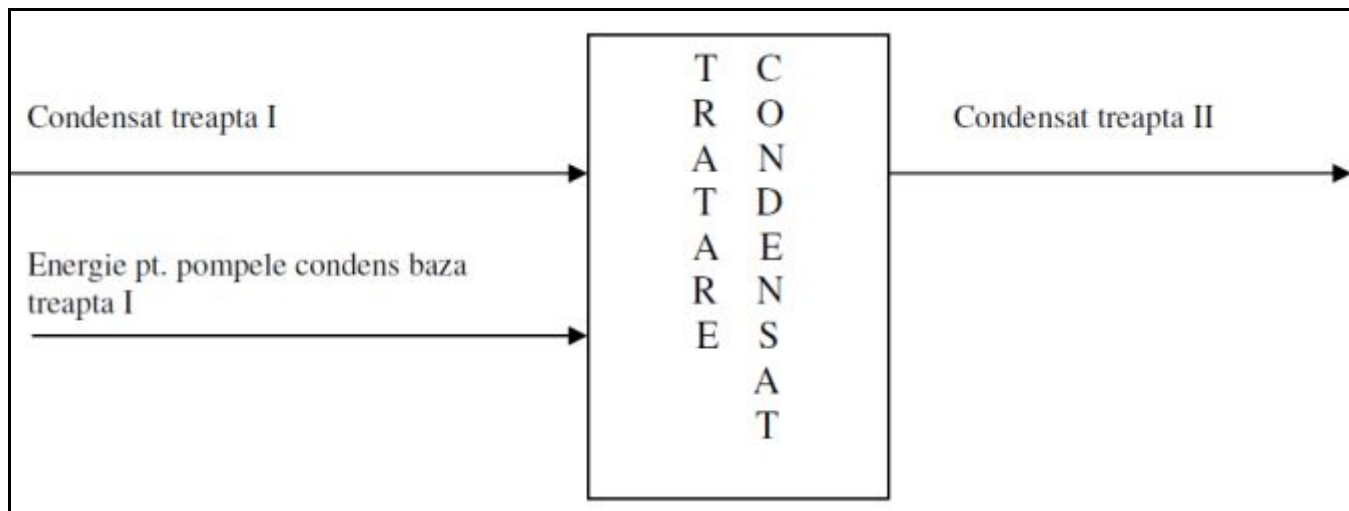 Condensat treapta I
Energie pt. pompele condens baza
treapta I
TRATARE
CONDENSAT
Condensat treapta II